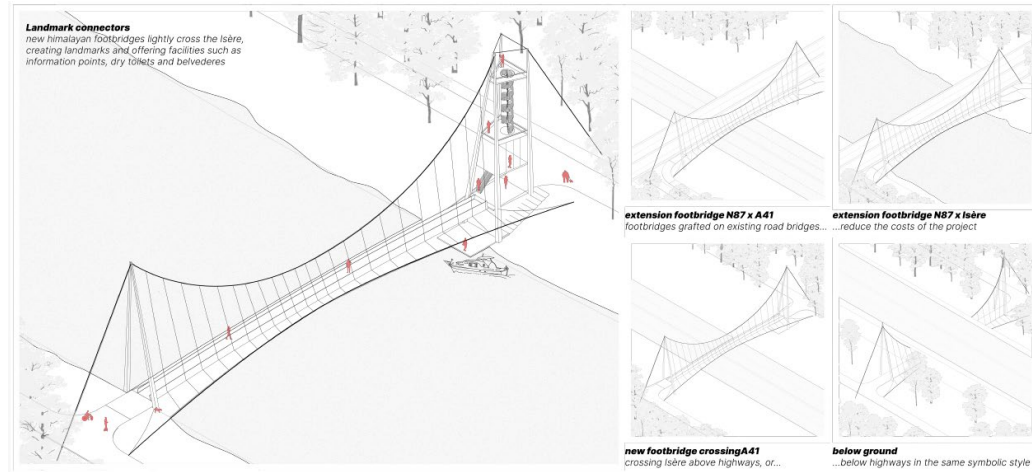 Landmark connectors
new himalayan footbridges lightly cross the Isère,
creating landmarks and offering facilities such as
information points, dry toilets and belvederes
extension footbridge N87 x A41
footbridges grafted on existing road bridges...
extension footbridge N87 x Isère
...reduce the costs of the project
new footbridge crossingA41
crossing Isère above highways, or...
below ground
...below highways in the same symbolic style